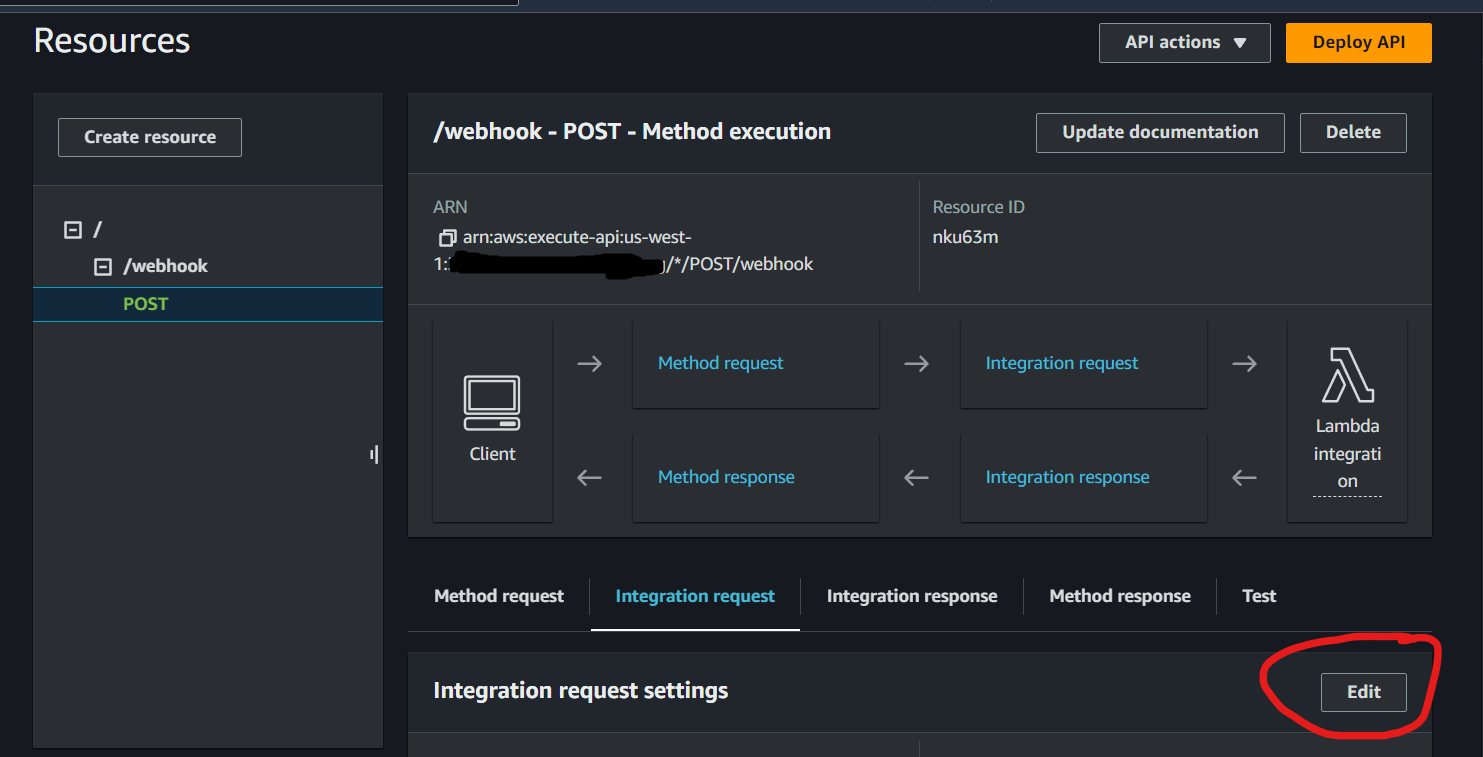 Resources
API actions ▼
Deploy API
Create resource
/
/webhook
POST
/webhook - POST - Method execution
Update documentation
Delete
ARN
arn:aws:execute-api:us-west-
1:
/*/POST/webhook
Resource ID
nku63m
Client
Method request
Integration request
Method response
Integration response
Lambda
integrati
on
Method request
Integration request
Integration response
Method response
Test
Integration request settings
Edit